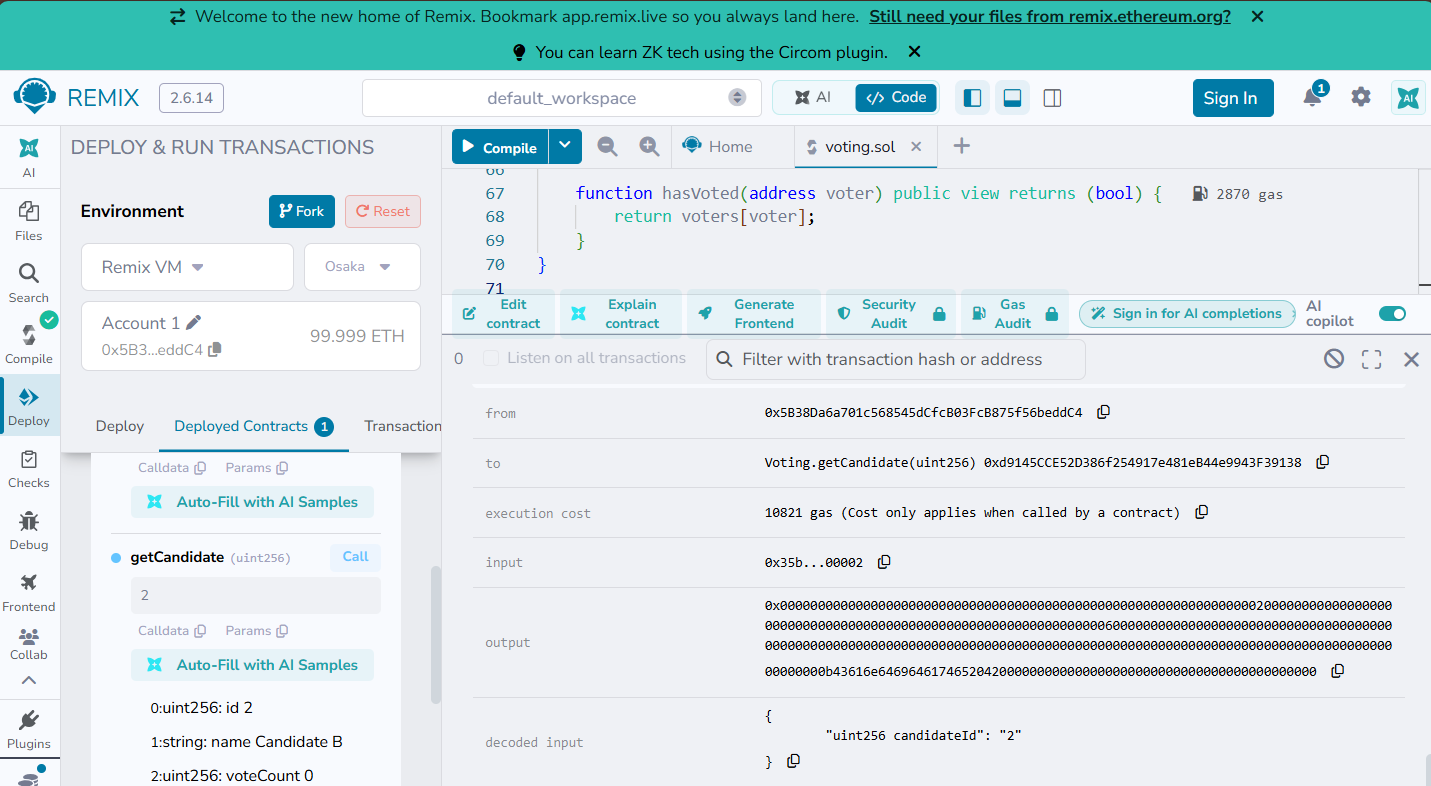 Welcome to the new home of Remix. Bookmark app.remix.live so you always land here. Still need your files from remix.ethereum.org?
You can learn ZK tech using the Circom plugin.
REMIX 2.6.14 default_workspace AI Code Sign In 1 AI
AI
AI
Files
Search
Compile
Deploy
Checks
Debug
Frontend
Collab
Plugins
DEPLOY & RUN TRANSACTIONS
Environment Fork Reset
Remix VM Osaka
Account 1
0x5B3...eddC4 99.999 ETH
Deploy Deployed Contracts 1 Transaction
Calldata Params
Auto-Fill with AI Samples
getCandidate (uint256) Call
2
Calldata Params
Auto-Fill with AI Samples
0:uint256: id 2
1:string: name Candidate B
2:uint256: voteCount 0
Compile Home voting.sol
66
67 function hasVoted(address voter) public view returns (bool) { 2870 gas
68 return voters[voter];
69 }
70 }
71
Edit contract Explain contract Generate Frontend Security Audit Gas Audit Sign in for AI completions AI copilot
0 Listen on all transactions Filter with transaction hash or address
from 0x5B38Da6a701c568545dCfcB03FcB875f56beddC4
to Voting.getCandidate(uint256) 0xd9145CCE52D386f254917e481eB44e9943F39138
execution cost 10821 gas (Cost only applies when called by a contract)
input 0x35b...00002
output
decoded input {
"uint256 candidateId": "2"
}